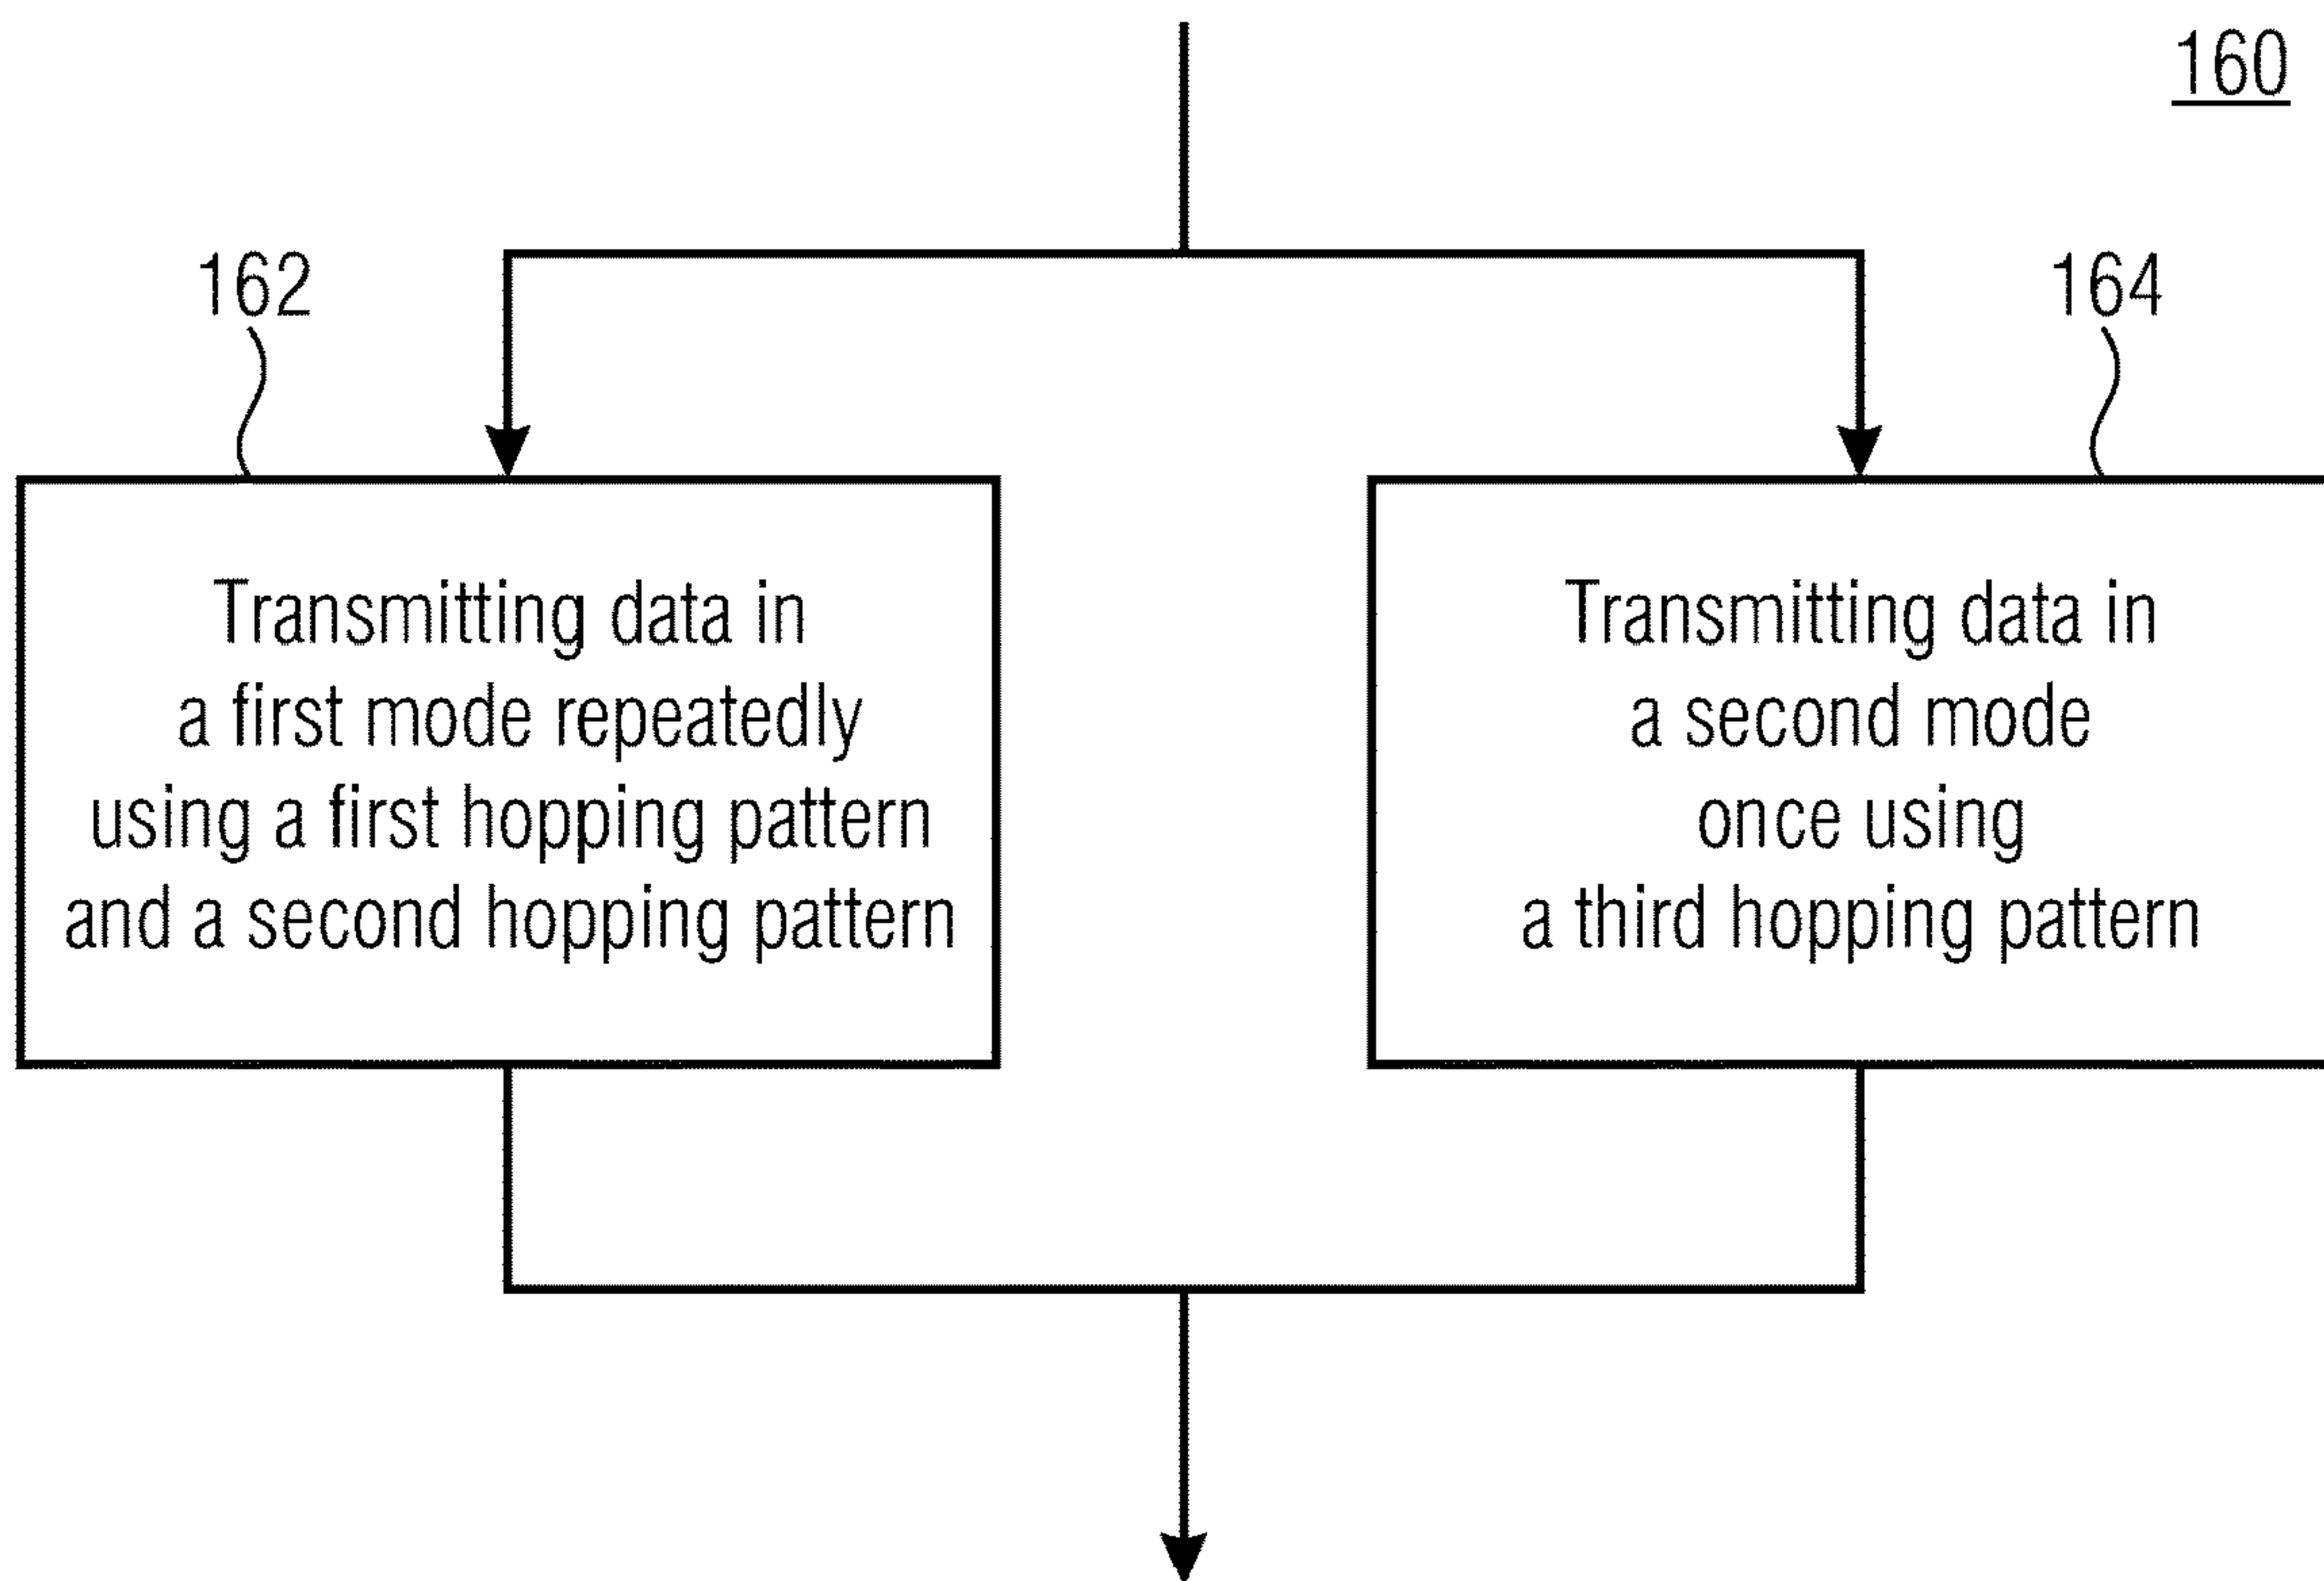 160
162
164
Transmitting data in
a first mode repeatedly
using a first hopping pattern
and a second hopping pattern
Transmitting data in
a second mode
once using
a third hopping pattern